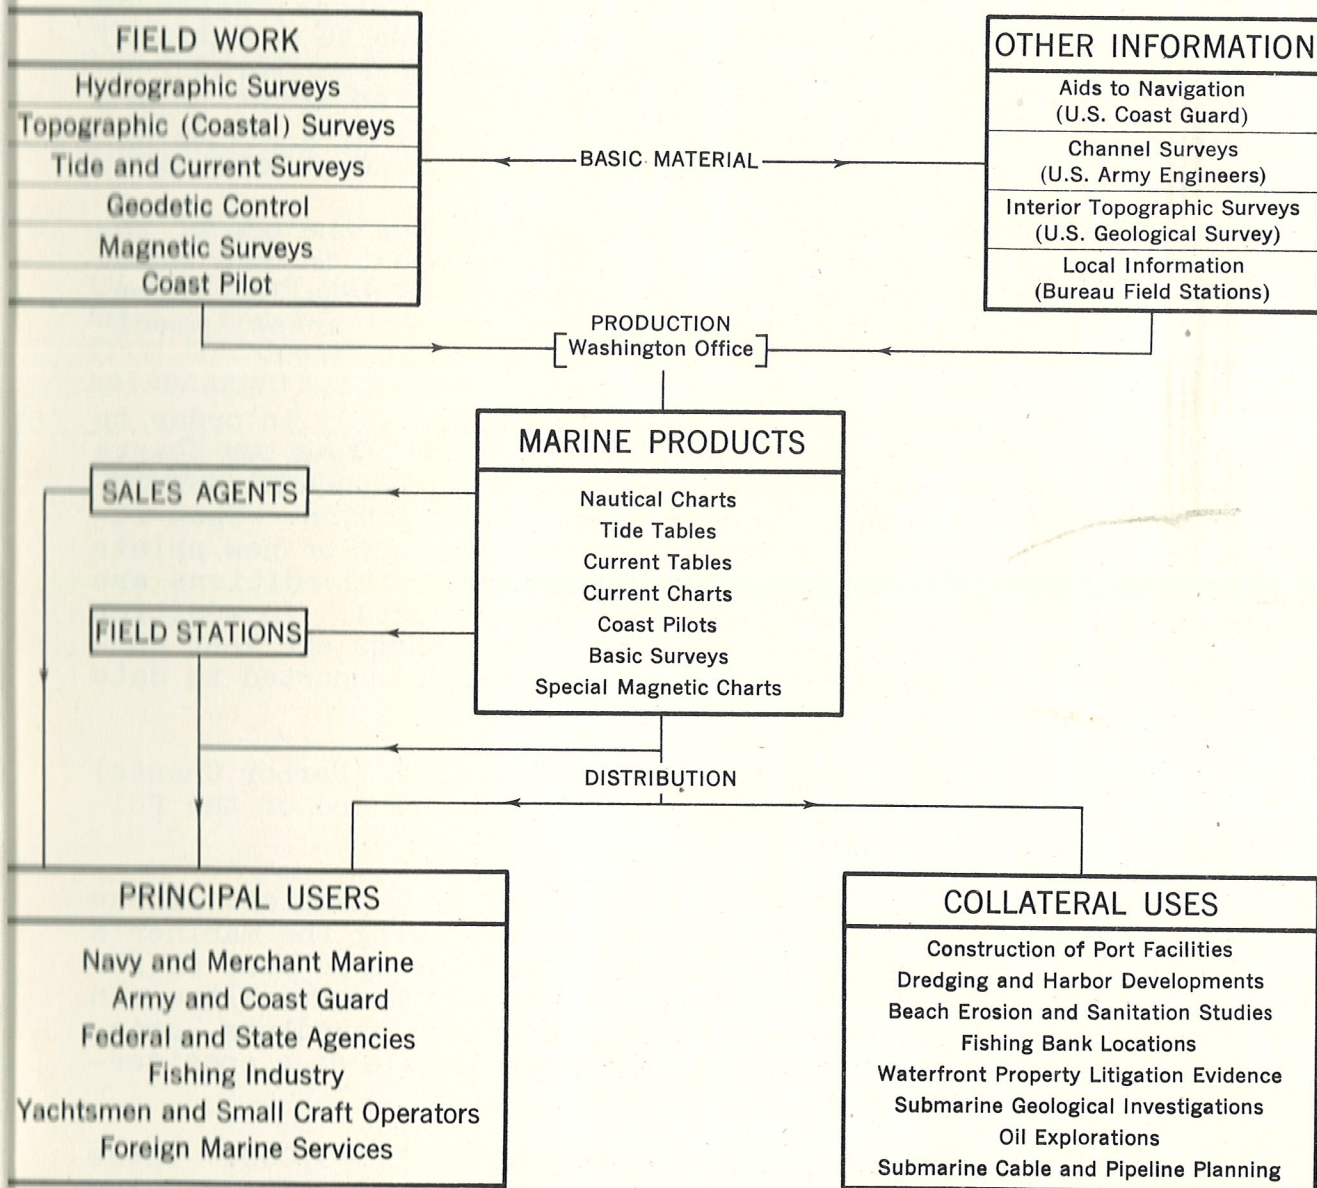 FIELD WORK
Hydrographic Surveys
Topographic (Coastal) Surveys
Tide and Current Surveys
Geodetic Control
Magnetic Surveys
Coast Pilot
BASIC MATERIAL
OTHER INFORMATION
Aids to Navigation
(U.S. Coast Guard)
Channel Surveys
(U.S. Army Engineers)
Interior Topographic Surveys
(U.S. Geological Survey)
Local Information
(Bureau Field Stations)
PRODUCTION
[Washington Office]
MARINE PRODUCTS
Nautical Charts
Tide Tables
Current Tables
Current Charts
Coast Pilots
Basic Surveys
Special Magnetic Charts
SALES AGENTS
FIELD STATIONS
DISTRIBUTION
PRINCIPAL USERS
Navy and Merchant Marine
Army and Coast Guard
Federal and State Agencies
Fishing Industry
Yachtsmen and Small Craft Operators
Foreign Marine Services
COLLATERAL USES
Construction of Port Facilities
Dredging and Harbor Developments
Beach Erosion and Sanitation Studies
Fishing Bank Locations
Waterfront Property Litigation Evidence
Submarine Geological Investigations
Oil Explorations
Submarine Cable and Pipeline Planning